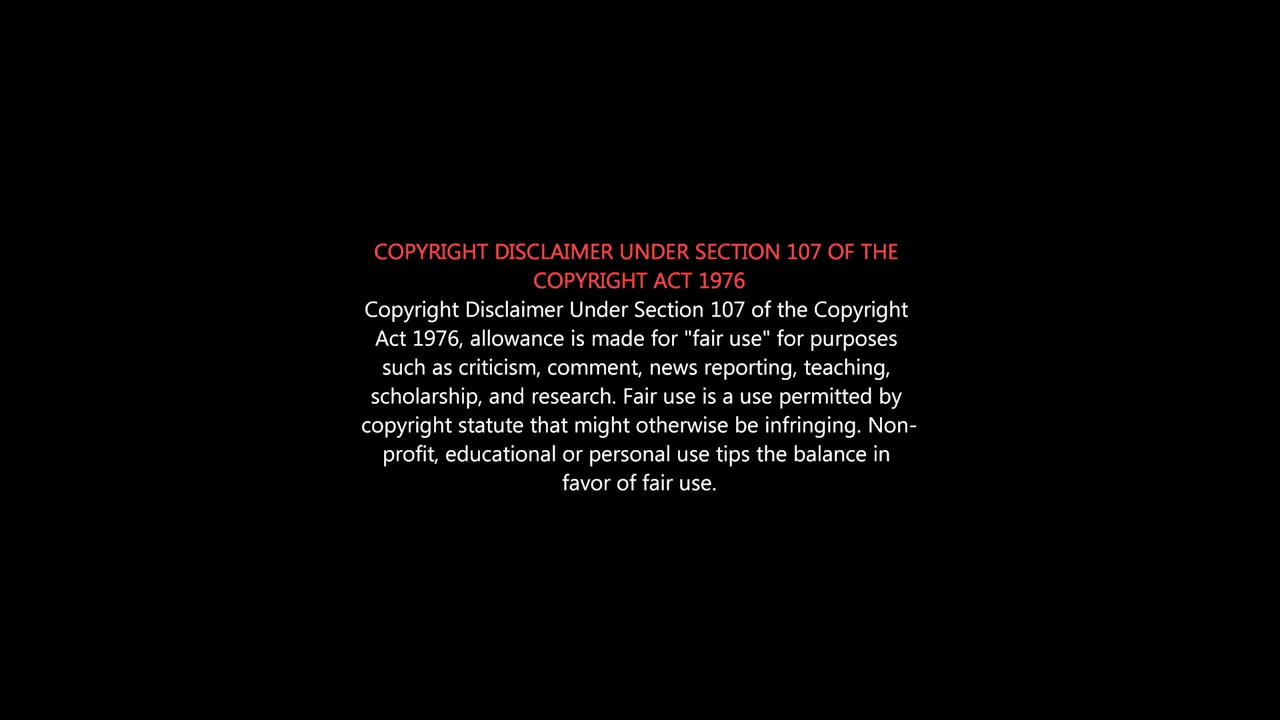 COPYRIGHT DISCLAIMER UNDER SECTION 107 OF THE
COPYRIGHT ACT 1976
Copyright Disclaimer Under Section 107 of the Copyright
Act 1976, allowance is made for "fair use" for purposes
such as criticism, comment, news reporting, teaching,
scholarship, and research. Fair use is a use permitted by
copyright statute that might otherwise be infringing. Non-
profit, educational or personal use tips the balance in
favor of fair use.